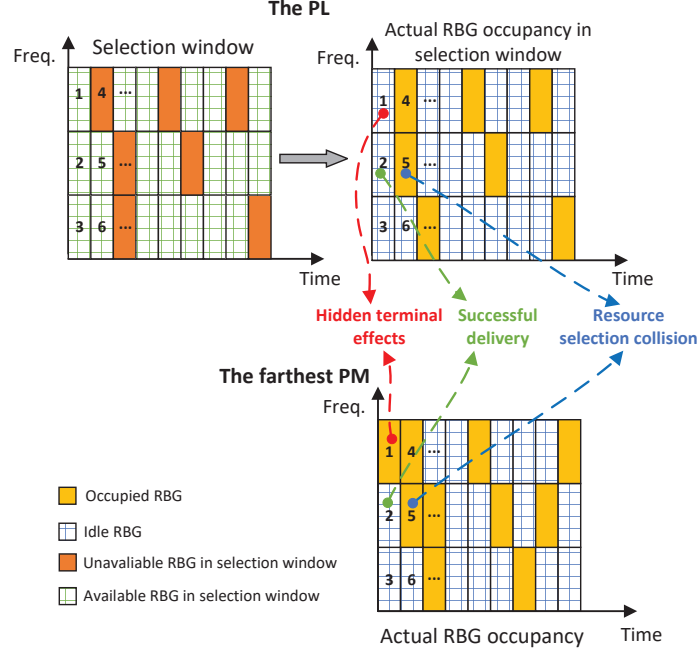 The PL
Selection window
Actual RBG occupancy in
selection window
Freq.
Freq.
1 4 ...
2 5 ...
3 6 ...
1 4 ...
2 5 ...
3 6 ...
Time
Time
Hidden terminal
effects
Successful
delivery
Resource
selection collision
The farthest PM
Freq.
1 4 ...
2 5 ...
3 6 ...
Occupied RBG
Idle RBG
Unavaliable RBG in selection window
Available RBG in selection window
Actual RBG occupancy
Time